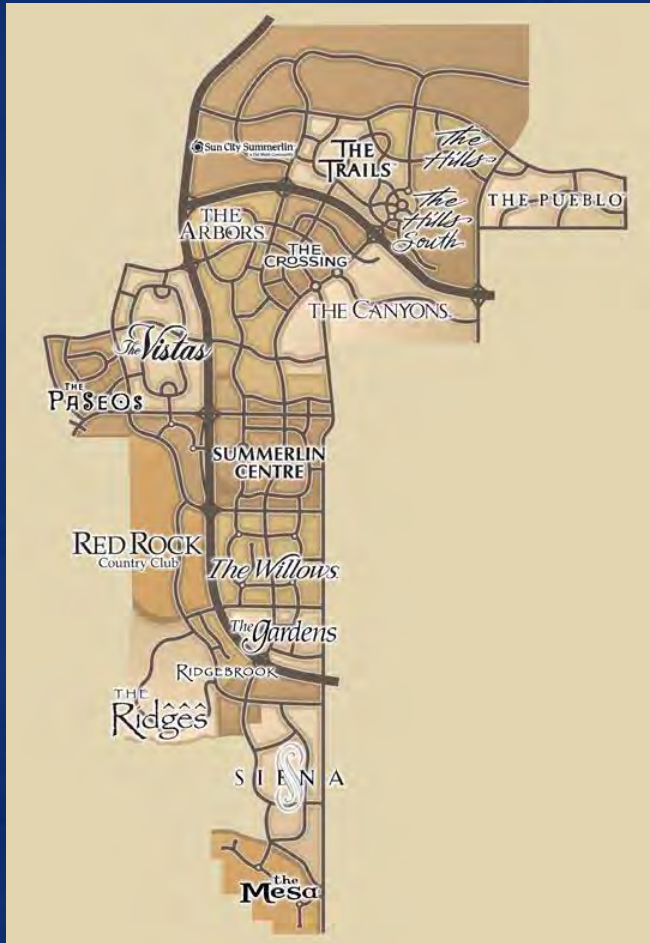 Sun City Summerlin
THE
TRAILS
The
Hills
THE PUEBLO
The
Hills
South
THE
ARBORS
THE
CROSSING
THE CANYONS
The Vistas
THE
PASEOS
SUMMERLIN
CENTRE
RED ROCK
Country Club
The Willows
The Gardens
RIDGEBROOK
THE
Ridges
SIENA
the
Mesa